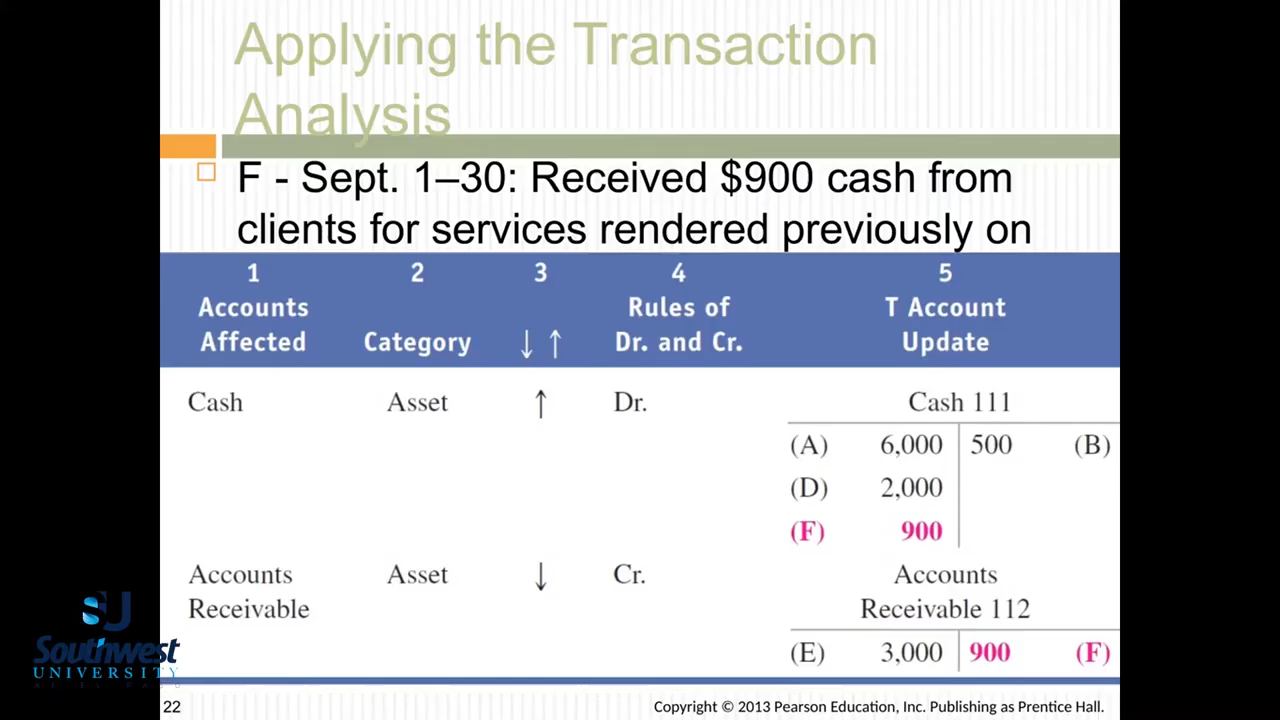 Applying the Transaction
Analysis
F - Sept. 1–30: Received $900 cash from
clients for services rendered previously on
1 2 3 4 5
Accounts Rules of T Account
Affected Category ↓ ↑ Dr. and Cr. Update
Cash Asset ↑ Dr. Cash 111
(A) 6,000 500 (B)
(D) 2,000
(F) 900
Accounts Asset ↓ Cr. Accounts
Receivable Receivable 112
(E) 3,000 900 (F)
SU
Southwest
UNIVERSITY
AT EL PASO
22 Copyright © 2013 Pearson Education, Inc. Publishing as Prentice Hall.